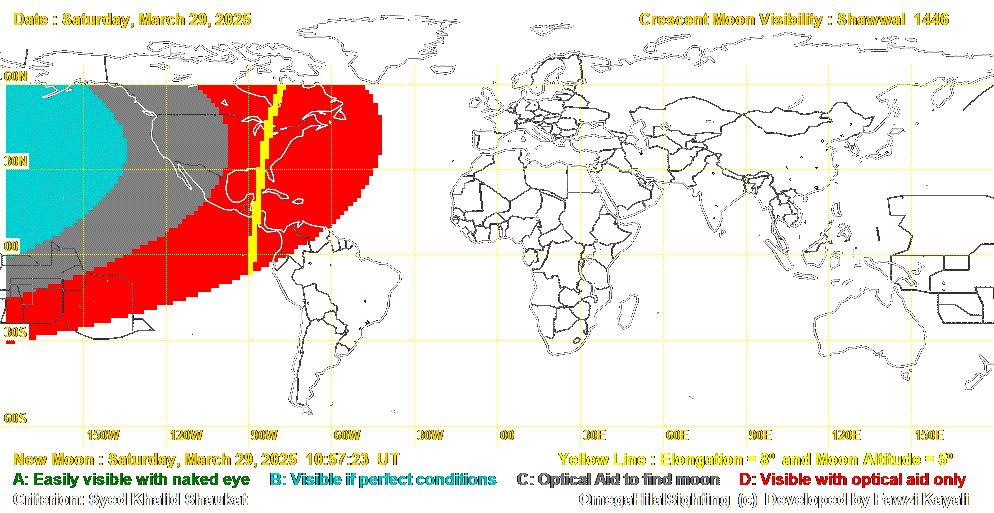 Date : Saturday, March 29, 2025 Crescent Moon Visibility : Shawwal 1446
60N
30N
00
30S
60S
150W 120W 90W 60W 30W 00 30E 60E 90E 120E 150E
New Moon : Saturday, March 29, 2025 10:57:23 UT Yellow Line : Elongation = 8º and Moon Altitude = 5º
A: Easily visible with naked eye B: Visible if perfect conditions C: Optical Aid to find moon D: Visible with optical aid only
Criterion: Syed Khalid Shaukat OmegaHilalSighting (c) Developed by Fawzi Kayali